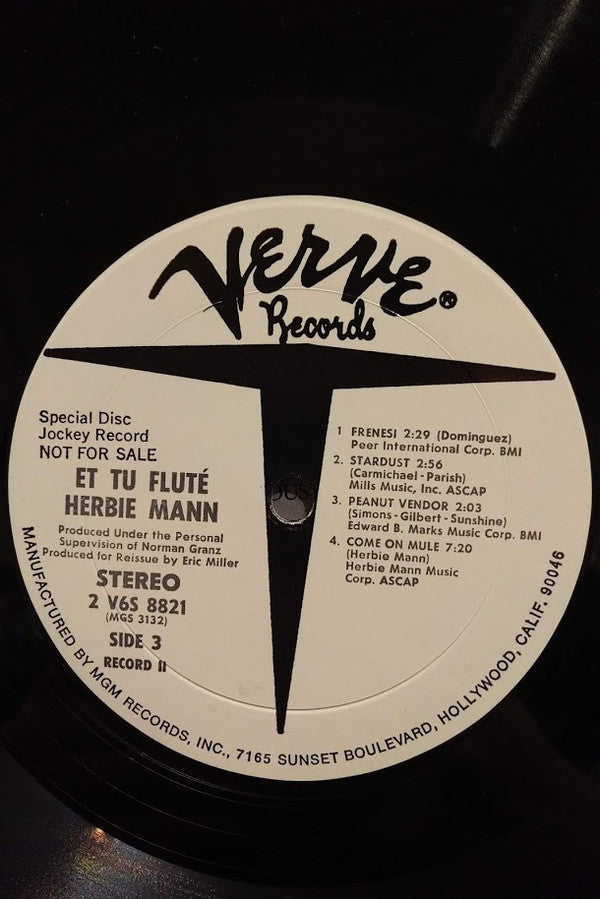 Verve®
Records
Special Disc
Jockey Record
NOT FOR SALE
ET TU FLUTÉ
HERBIE MANN
Produced Under the Personal
Supervision of Norman Granz
Produced for Reissue by Eric Miller
STEREO
2 V6S 8821
(MGS 3132)
SIDE 3
RECORD II
1 FRENESI 2:29 (Dominguez)
Peer International Corp. BMI
2. STARDUST 2:56
(Carmichael - Parish)
Mills Music, Inc. ASCAP
3. PEANUT VENDOR 2:03
(Simons - Gilbert - Sunshine)
Edward B. Marks Music Corp. BMI
4. COME ON MULE 7:20
(Herbie Mann)
Herbie Mann Music
Corp. ASCAP
MANUFACTURED BY MGM RECORDS, INC., 7165 SUNSET BOULEVARD, HOLLYWOOD, CALIF. 90046